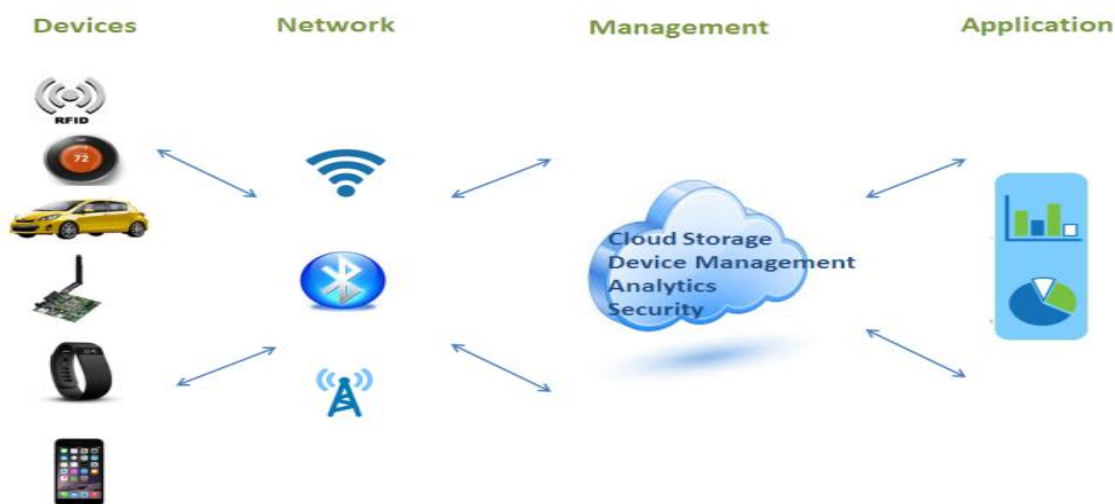 Devices
Network
Management
Application
RFID
72
Cloud Storage
Device Management
Analytics
Security